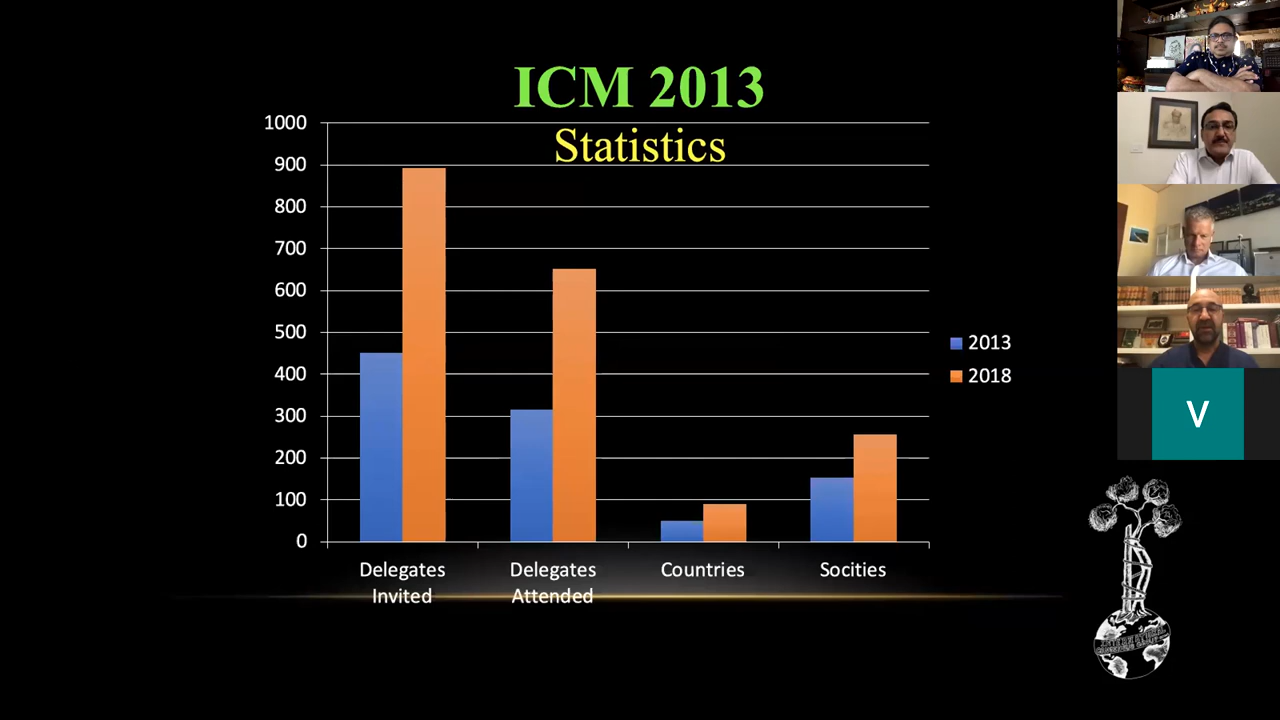 ICM 2013
Statistics
1000
900
800
700
600
500
400
300
200
100
0
Delegates
Invited
Delegates
Attended
Countries
Socities
2013
2018
V
INTERNATIONAL